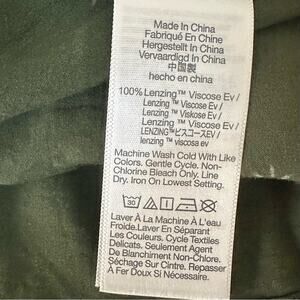 Made In China
Fabriqué En Chine
Hergestellt In China
Vervaardigd In China
中国製
hecho en china
100% Lenzing™ Viscose Ev /
Lenzing ™ Viscose Ev /
Lenzing ™ Viskose Ev /
Lenzing ™ Viscose Ev /
LENZING™ビスコースEV /
lenzing ™ viscosa ev
Machine Wash Cold With Like
Colors. Gentle Cycle. Non-
Chlorine Bleach Only. Line
Dry. Iron On Lowest Setting.
30
Laver À La Machine À L'eau
Froide.Laver En Séparant
Les Couleurs. Cycle Textiles
Délicats. Seulement Agent
De Blanchiment Non-Chlore.
Séchage Sur Cintre. Repasser
À Fer Doux Si Nécessaire.